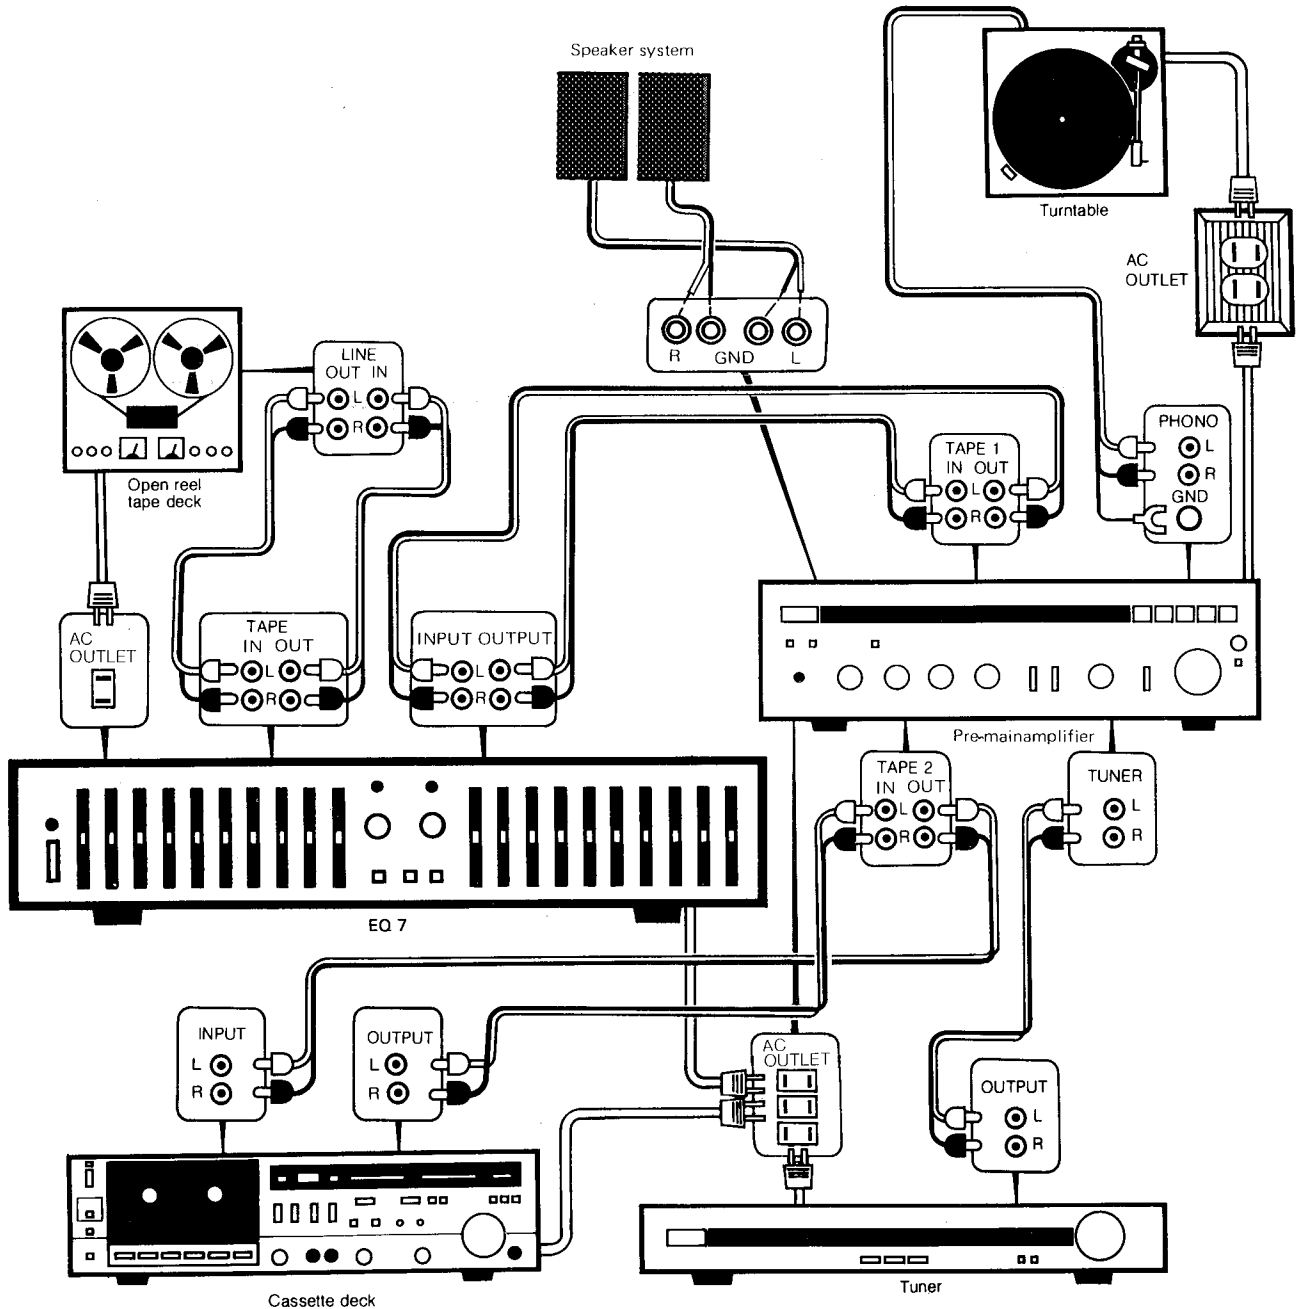 Speaker system
Turntable
AC
OUTLET
R GND L
LINE
OUT IN
L
R
Open reel
tape deck
TAPE 1
IN OUT
L
R
PHONO
L
R
GND
AC
OUTLET
TAPE
IN OUT
L
R
INPUT OUTPUT
L
R
Pre-mainamplifier
TAPE 2
IN OUT
L
R
TUNER
L
R
EQ 7
INPUT
L
R
OUTPUT
L
R
AC
OUTLET
OUTPUT
L
R
Cassette deck
Tuner